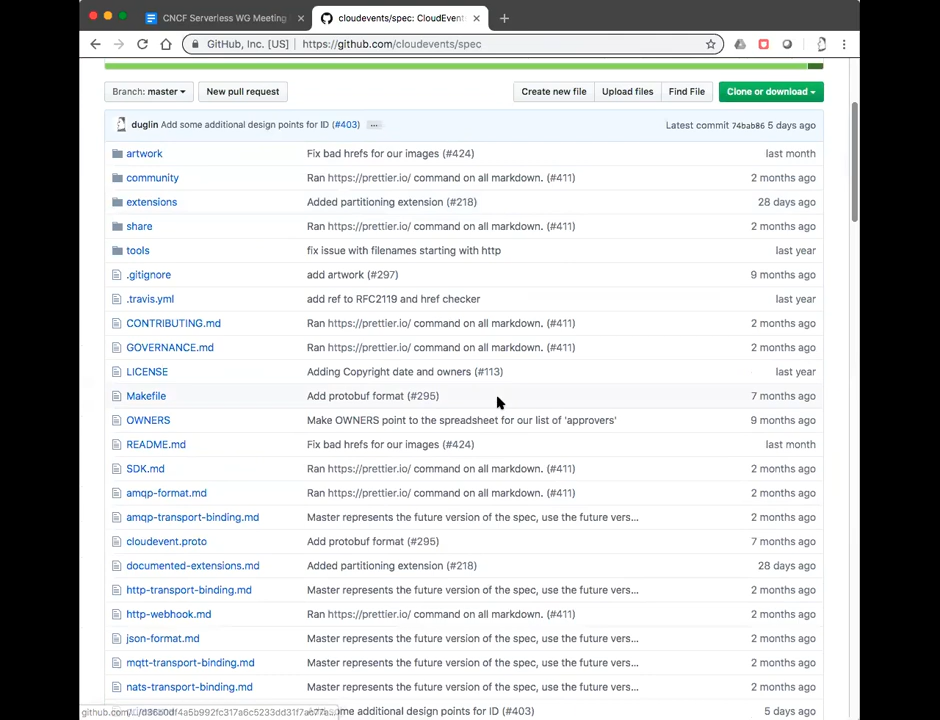 CNCF Serverless WG Meeting
cloudevents/spec: CloudEvent
GitHub, Inc. [US] https://github.com/cloudevents/spec
Branch: master New pull request Create new file Upload files Find File Clone or download
duglin Add some additional design points for ID (#403) ... Latest commit 74bab86 5 days ago
artwork Fix bad hrefs for our images (#424) last month
community Ran https://prettier.io/ command on all markdown. (#411) 2 months ago
extensions Added partitioning extension (#218) 28 days ago
share Ran https://prettier.io/ command on all markdown. (#411) 2 months ago
tools fix issue with filenames starting with http last year
.gitignore add artwork (#297) 9 months ago
.travis.yml add ref to RFC2119 and href checker last year
CONTRIBUTING.md Ran https://prettier.io/ command on all markdown. (#411) 2 months ago
GOVERNANCE.md Ran https://prettier.io/ command on all markdown. (#411) 2 months ago
LICENSE Adding Copyright date and owners (#113) last year
Makefile Add protobuf format (#295) 7 months ago
OWNERS Make OWNERS point to the spreadsheet for our list of 'approvers' 9 months ago
README.md Fix bad hrefs for our images (#424) last month
SDK.md Ran https://prettier.io/ command on all markdown. (#411) 2 months ago
amqp-format.md Ran https://prettier.io/ command on all markdown. (#411) 2 months ago
amqp-transport-binding.md Master represents the future version of the spec, use the future vers... 2 months ago
cloudevent.proto Add protobuf format (#295) 7 months ago
documented-extensions.md Added partitioning extension (#218) 28 days ago
http-transport-binding.md Master represents the future version of the spec, use the future vers... 2 months ago
http-webhook.md Ran https://prettier.io/ command on all markdown. (#411) 2 months ago
json-format.md Master represents the future version of the spec, use the future vers... 2 months ago
mqtt-transport-binding.md Master represents the future version of the spec, use the future vers... 2 months ago
nats-transport-binding.md Master represents the future version of the spec, use the future vers... 2 months ago
some additional design points for ID (#403) 5 days ago